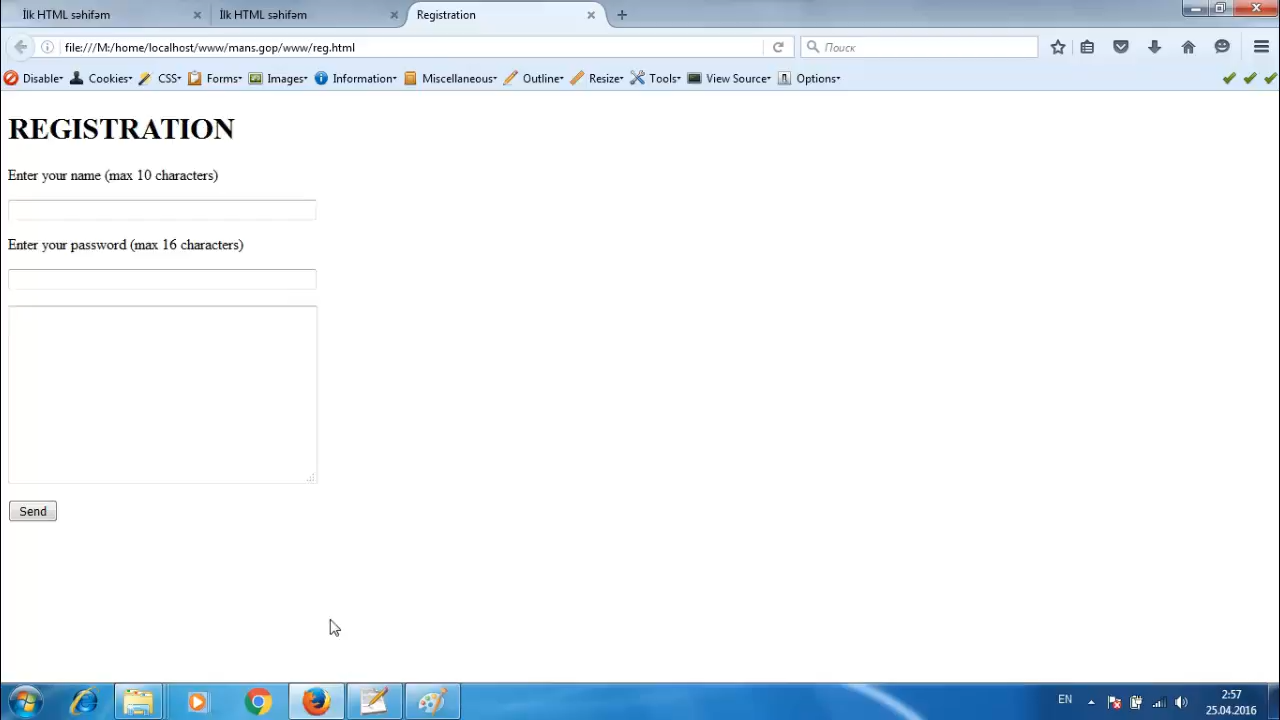 İlk HTML səhifəm
İlk HTML səhifəm
Registration
file:///M:/home/localhost/www/mans.gop/www/reg.html
Поиск
Disable
Cookies
CSS
Forms
Images
Information
Miscellaneous
Outline
Resize
Tools
View Source
Options
REGISTRATION
Enter your name (max 10 characters)
Enter your password (max 16 characters)
Send
EN
2:57
25.04.2016